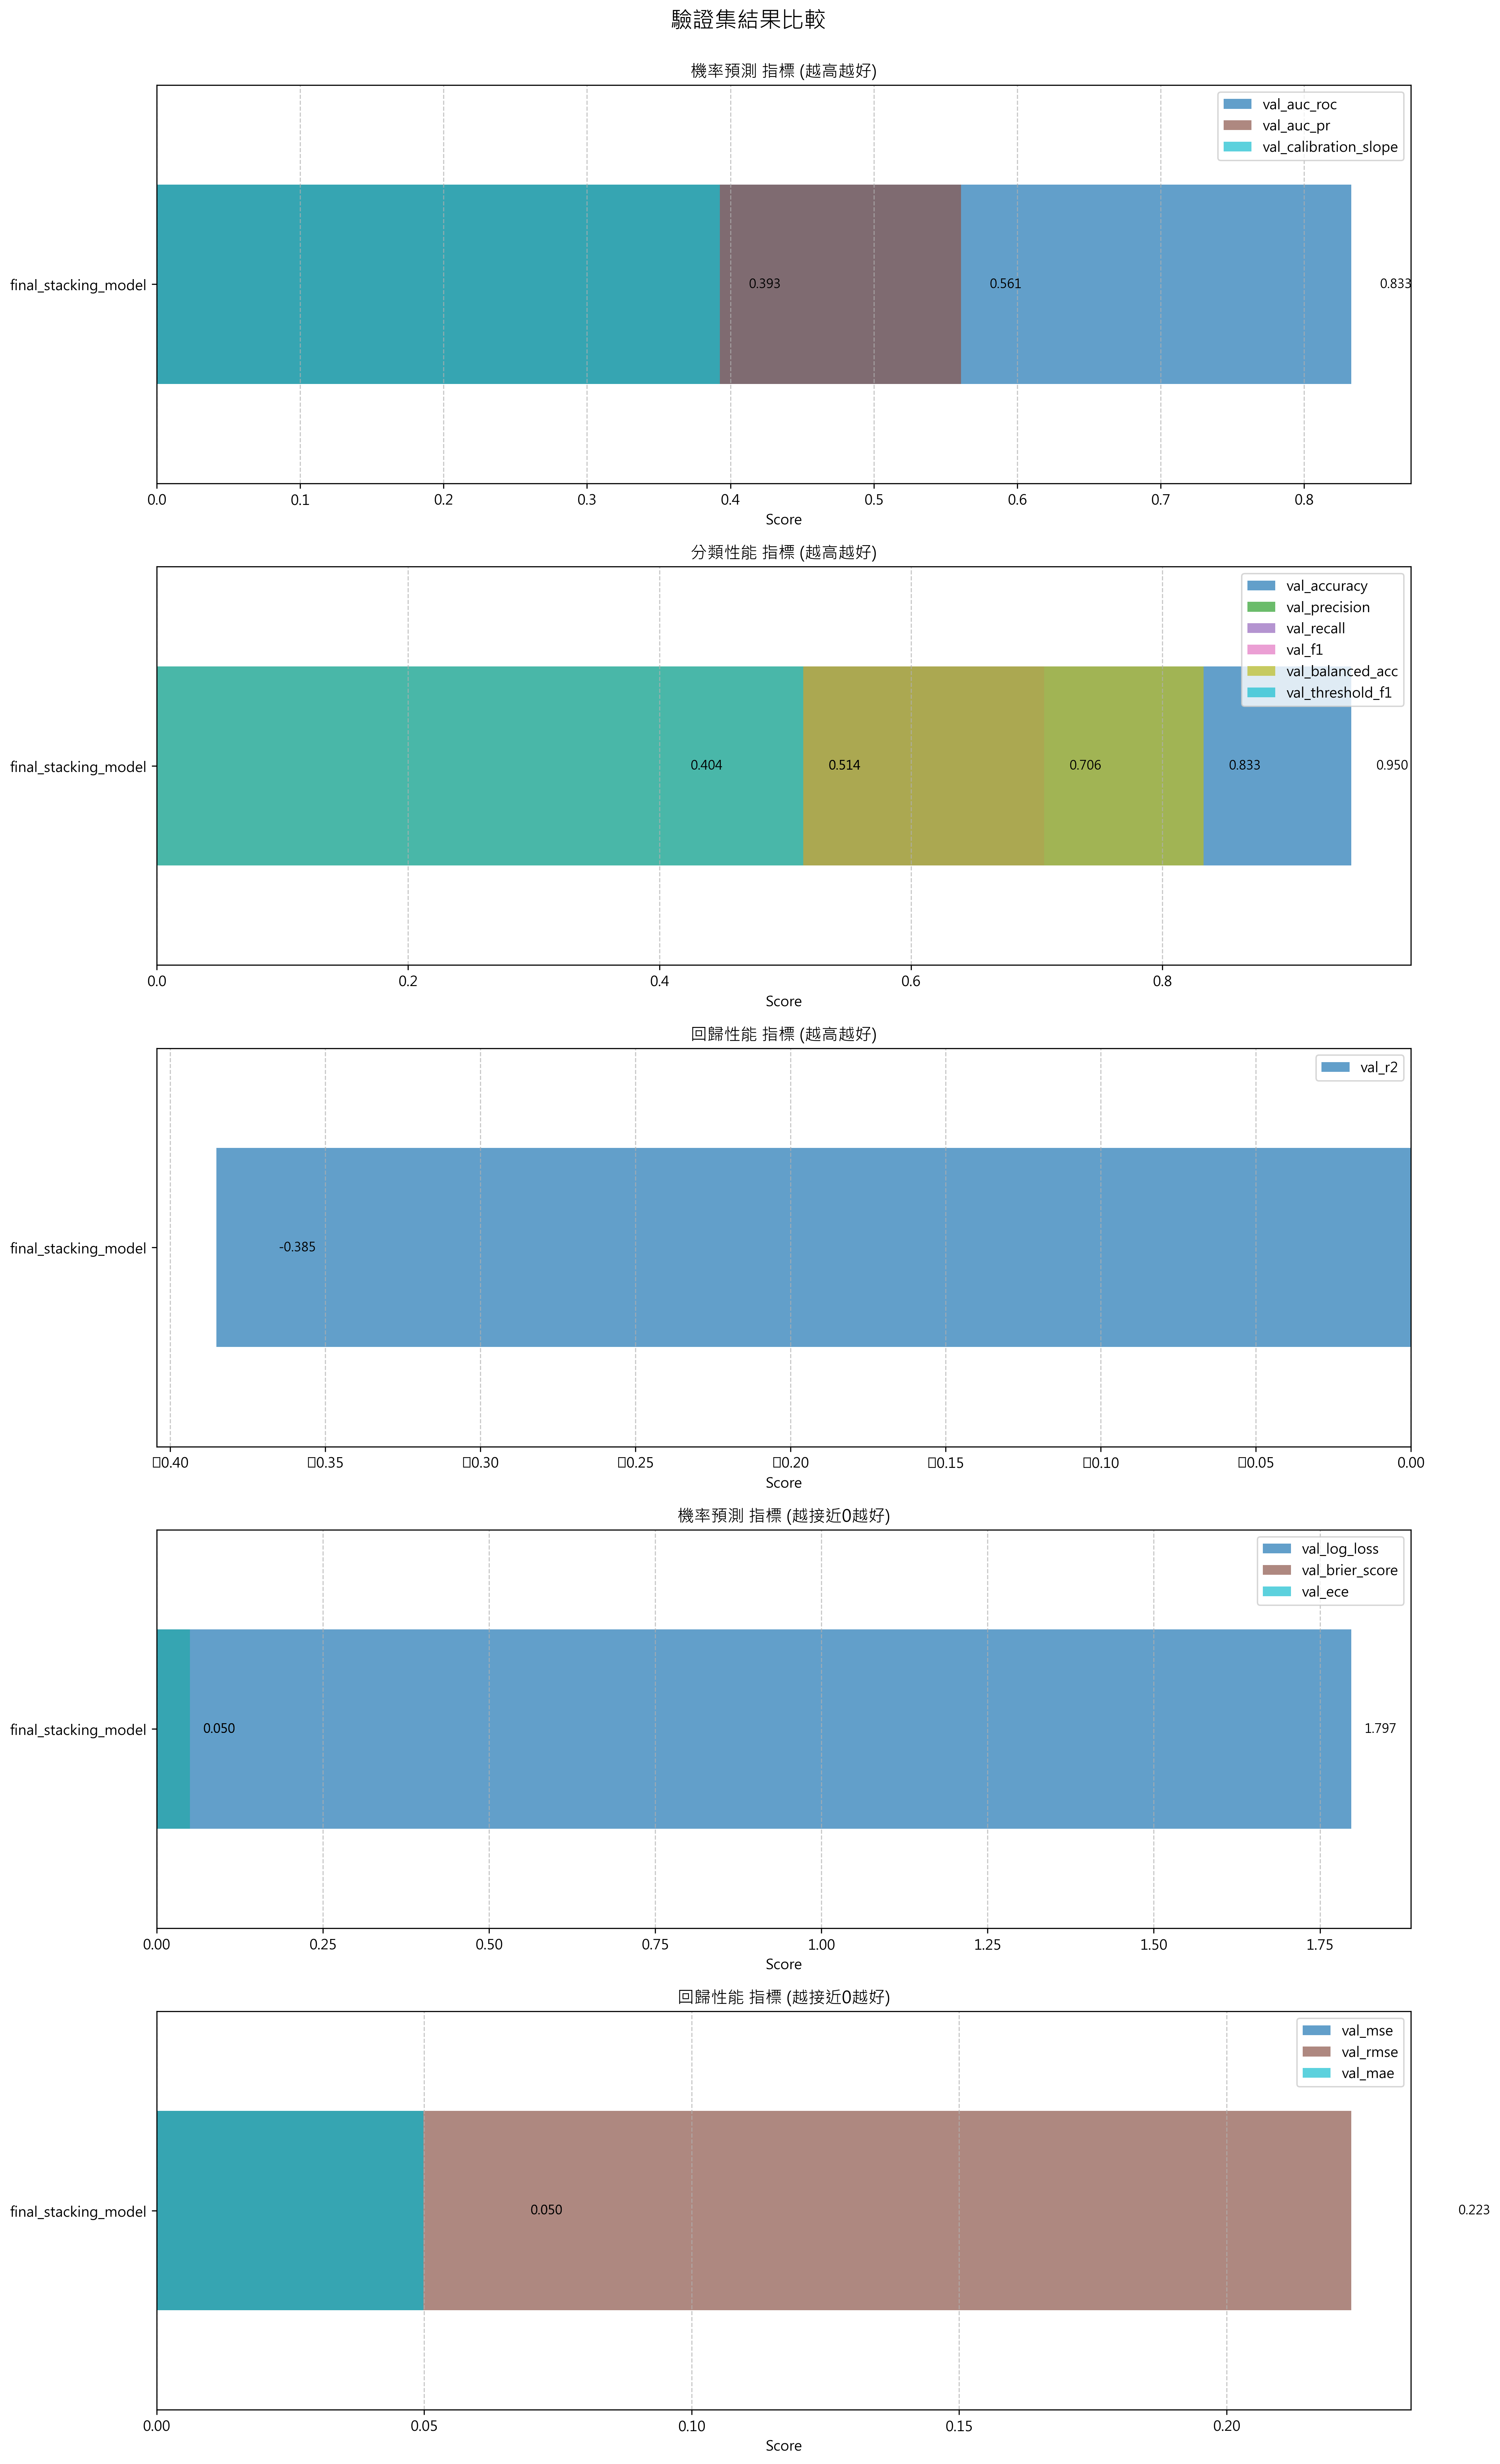 驗證集結果比較
機率預測 指標 (越高越好)
val_auc_roc
val_auc_pr
val_calibration_slope
final_stacking_model
0.393
0.561
0.833
0.0 0.1 0.2 0.3 0.4 0.5 0.6 0.7 0.8
Score
分類性能 指標 (越高越好)
val_accuracy
val_precision
val_recall
val_f1
val_balanced_acc
val_threshold_f1
final_stacking_model
0.404
0.514
0.706
0.833
0.950
0.0 0.2 0.4 0.6 0.8
Score
回歸性能 指標 (越高越好)
val_r2
final_stacking_model
-0.385
□0.40 □0.35 □0.30 □0.25 □0.20 □0.15 □0.10 □0.05 0.00
Score
機率預測 指標 (越接近0越好)
val_log_loss
val_brier_score
val_ece
final_stacking_model
0.050
1.797
0.00 0.25 0.50 0.75 1.00 1.25 1.50 1.75
Score
回歸性能 指標 (越接近0越好)
val_mse
val_rmse
val_mae
final_stacking_model
0.050
0.223
0.00 0.05 0.10 0.15 0.20
Score